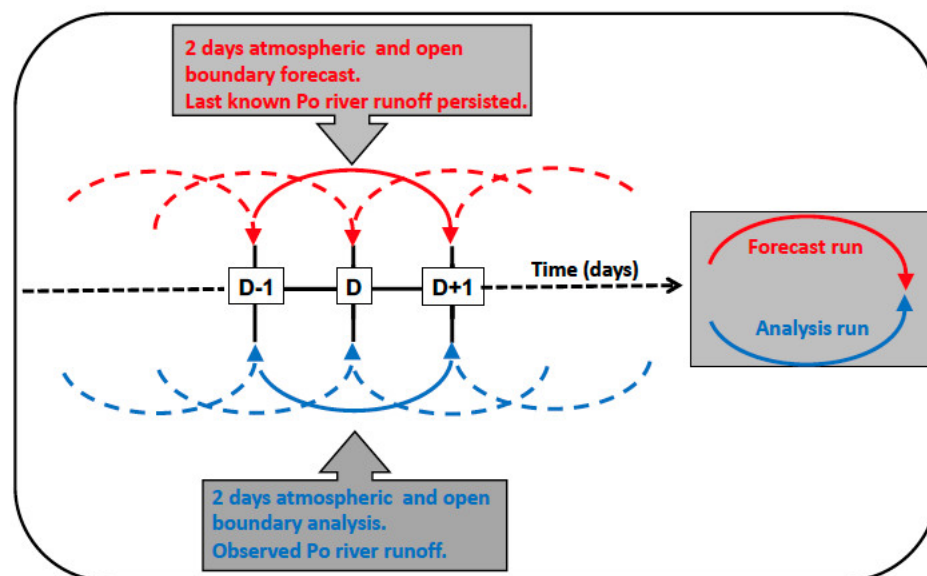 2 days atmospheric and open
boundary forecast.
Last known Po river runoff persisted.
D-1
D
D+1
Time (days)
Forecast run
Analysis run
2 days atmospheric and open
boundary analysis.
Observed Po river runoff.